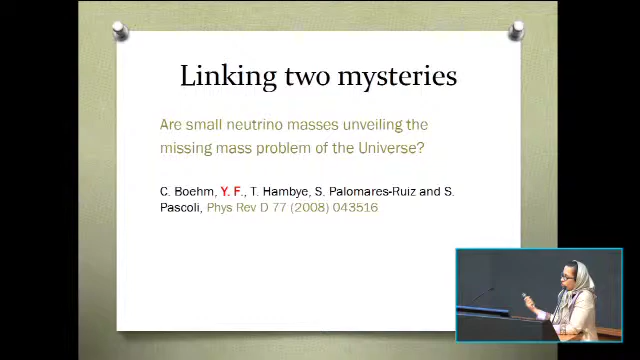 Linking two mysteries
Are small neutrino masses unveiling the
missing mass problem of the Universe?
C. Boehm, Y. F., T. Hambye, S. Palomares-Ruiz and S.
Pascoli, Phys Rev D 77 (2008) 043516